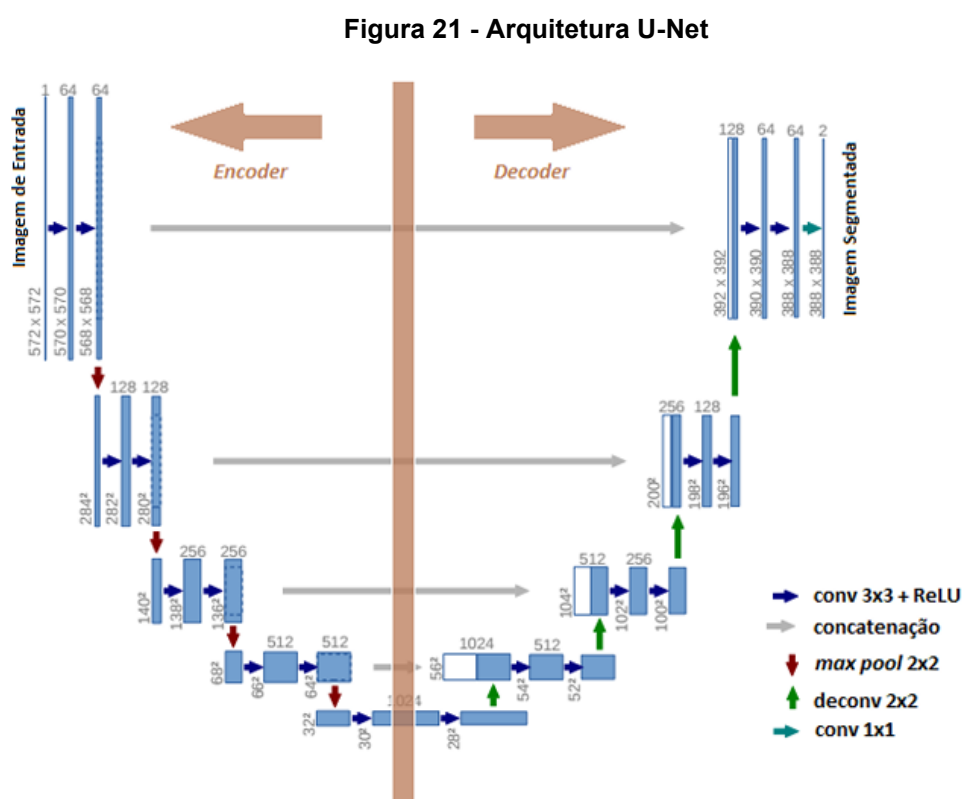 Figura 21 - Arquitetura U-Net
Imagem de Entrada
1 64 64
572 x 572
570 x 570
568 x 568
Encoder
Decoder
128 64 64 2
392 x 392
390 x 390
388 x 388
388 x 388
Imagem Segmentada
128 128
284²
282²
280²
256 128
200²
198²
196²
256 256
140²
138²
136²
512 256
104²
102²
100²
512 512
68²
66²
64²
1024 512
56²
54²
52²
1024
32²
30²
28²
conv 3x3 + ReLU
concatenação
max pool 2x2
deconv 2x2
conv 1x1